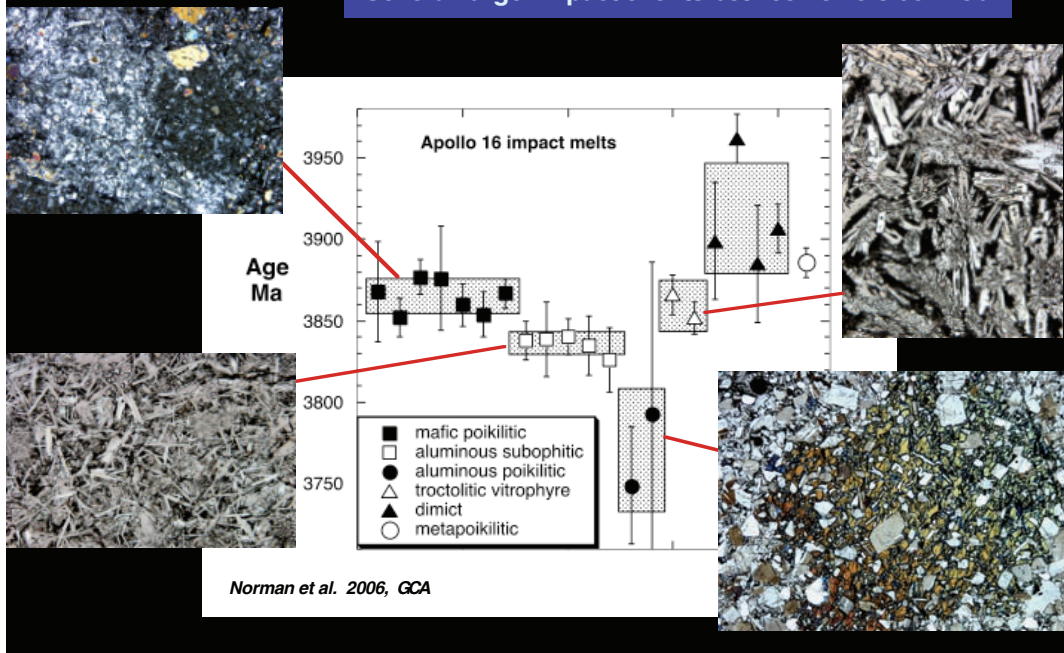 Apollo 16 impact melts
3950
3900
Age
Ma
3850
3800
3750
mafic poikilitic
aluminous subophitic
aluminous poikilitic
troctolitic vitrophyre
dimict
metapoikilitic
Norman et al. 2006, GCA